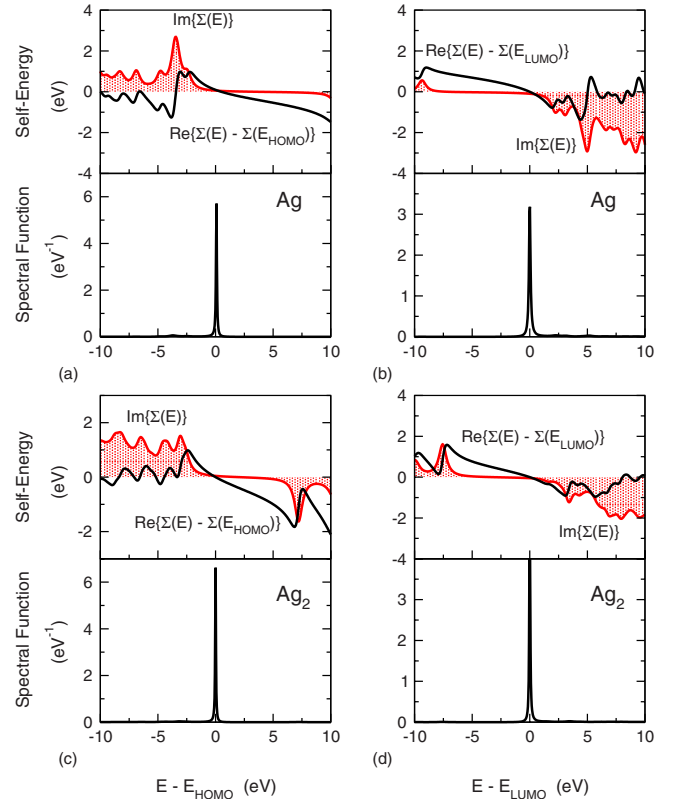 4
2
0
-2
-4
Self-Energy
(eV)
Im{Σ(E)}
Re{Σ(E) - Σ(E_HOMO)}
4
2
0
-2
-4
Re{Σ(E) - Σ(E_LUMO)}
Im{Σ(E)}
6
4
2
0
Spectral Function
(eV⁻¹)
Ag
-10 -5 0 5 10
(a)
3
2
1
0
Ag
-10 -5 0 5 10
(b)
2
0
-2
Self-Energy
(eV)
Im{Σ(E)}
Re{Σ(E) - Σ(E_HOMO)}
4
2
0
-2
-4
Re{Σ(E) - Σ(E_LUMO)}
Im{Σ(E)}
6
4
2
0
Spectral Function
(eV⁻¹)
Ag₂
-10 -5 0 5 10
(c)
E - E_HOMO (eV)
3
2
1
0
Ag₂
-10 -5 0 5 10
(d)
E - E_LUMO (eV)